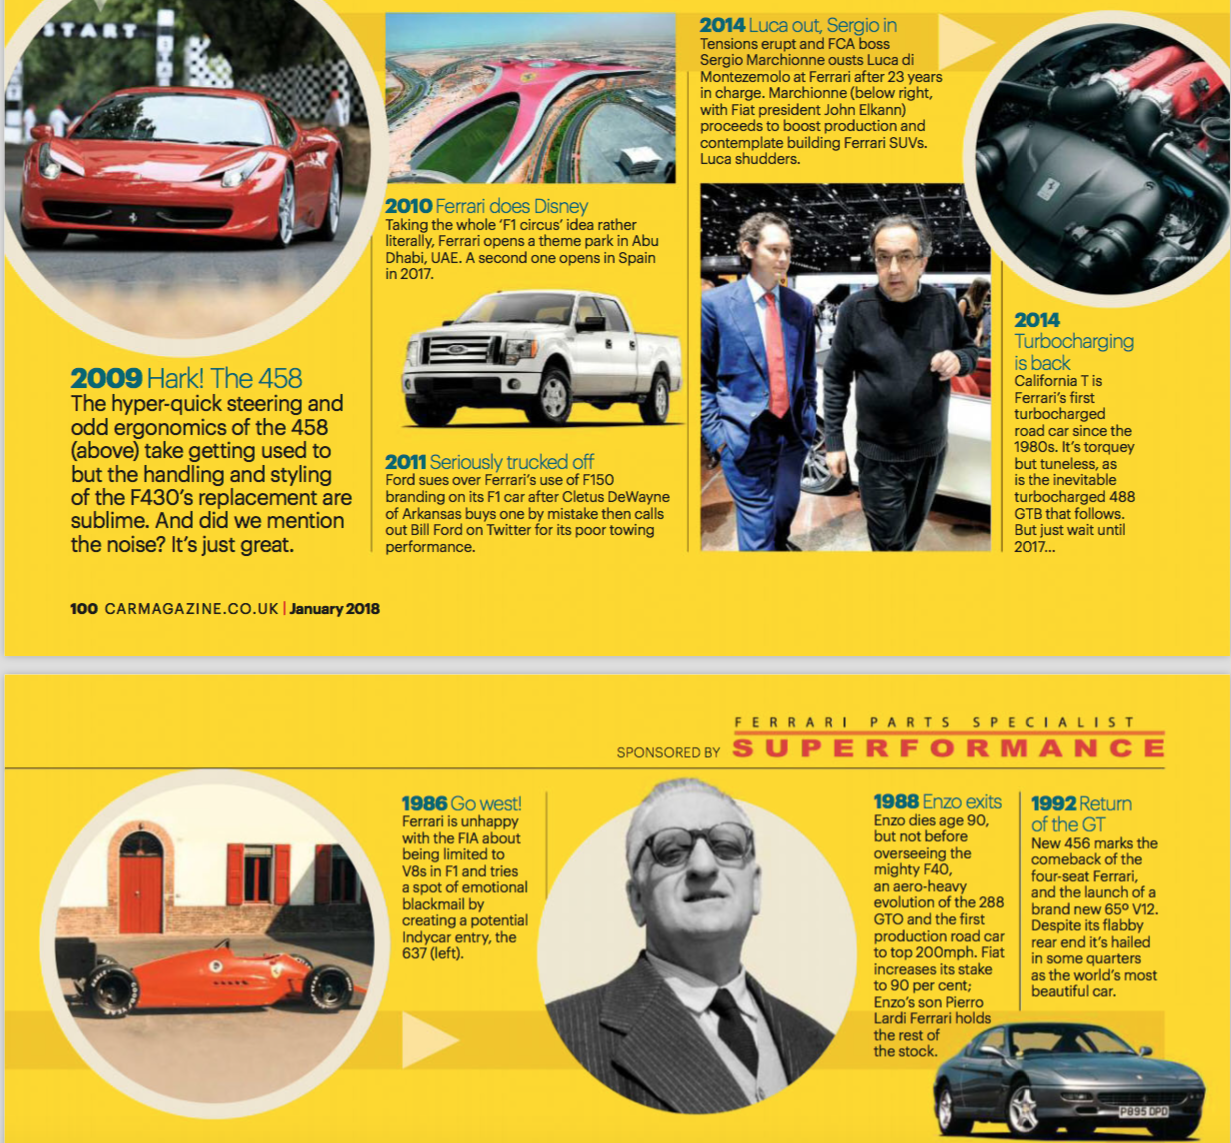 START
2009 Hark! The 458
The hyper-quick steering and
odd ergonomics of the 458
(above) take getting used to
but the handling and styling
of the F430's replacement are
sublime. And did we mention
the noise? It's just great.
2010 Ferrari does Disney
Taking the whole 'F1 circus' idea rather
literally, Ferrari opens a theme park in Abu
Dhabi, UAE. A second one opens in Spain
in 2017.
2011 Seriously trucked off
Ford sues over Ferrari's use of F150
branding on its F1 car after Cletus DeWayne
of Arkansas buys one by mistake then calls
out Bill Ford on Twitter for its poor towing
performance.
2014 Luca out, Sergio in
Tensions erupt and FCA boss
Sergio Marchionne ousts Luca di
Montezemolo at Ferrari after 23 years
in charge. Marchionne (below right,
with Fiat president John Elkann)
proceeds to boost production and
contemplate building Ferrari SUVs.
Luca shudders.
2014
Turbocharging
is back
California T is
Ferrari's first
turbocharged
road car since the
1980s. It's torquey
but tuneless, as
is the inevitable
turbocharged 488
GTB that follows.
But just wait until
2017...
100 CARMAGAZINE.CO.UK | January 2018
SPONSORED BY
FERRARI PARTS SPECIALIST
SUPERFORMANCE
1986 Go west!
Ferrari is unhappy
with the FIA about
being limited to
V8s in F1 and tries
a spot of emotional
blackmail by
creating a potential
Indycar entry, the
637 (left).
1988 Enzo exits
Enzo dies age 90,
but not before
overseeing the
mighty F40,
an aero-heavy
evolution of the 288
GTO and the first
production road car
to top 200mph. Fiat
increases its stake
to 90 per cent;
Enzo's son Pierro
Lardi Ferrari holds
the rest of
the stock.
1992 Return
of the GT
New 456 marks the
comeback of the
four-seat Ferrari,
and the launch of a
brand new 65º V12.
Despite its flabby
rear end it's hailed
in some quarters
as the world's most
beautiful car.
P895 DPD